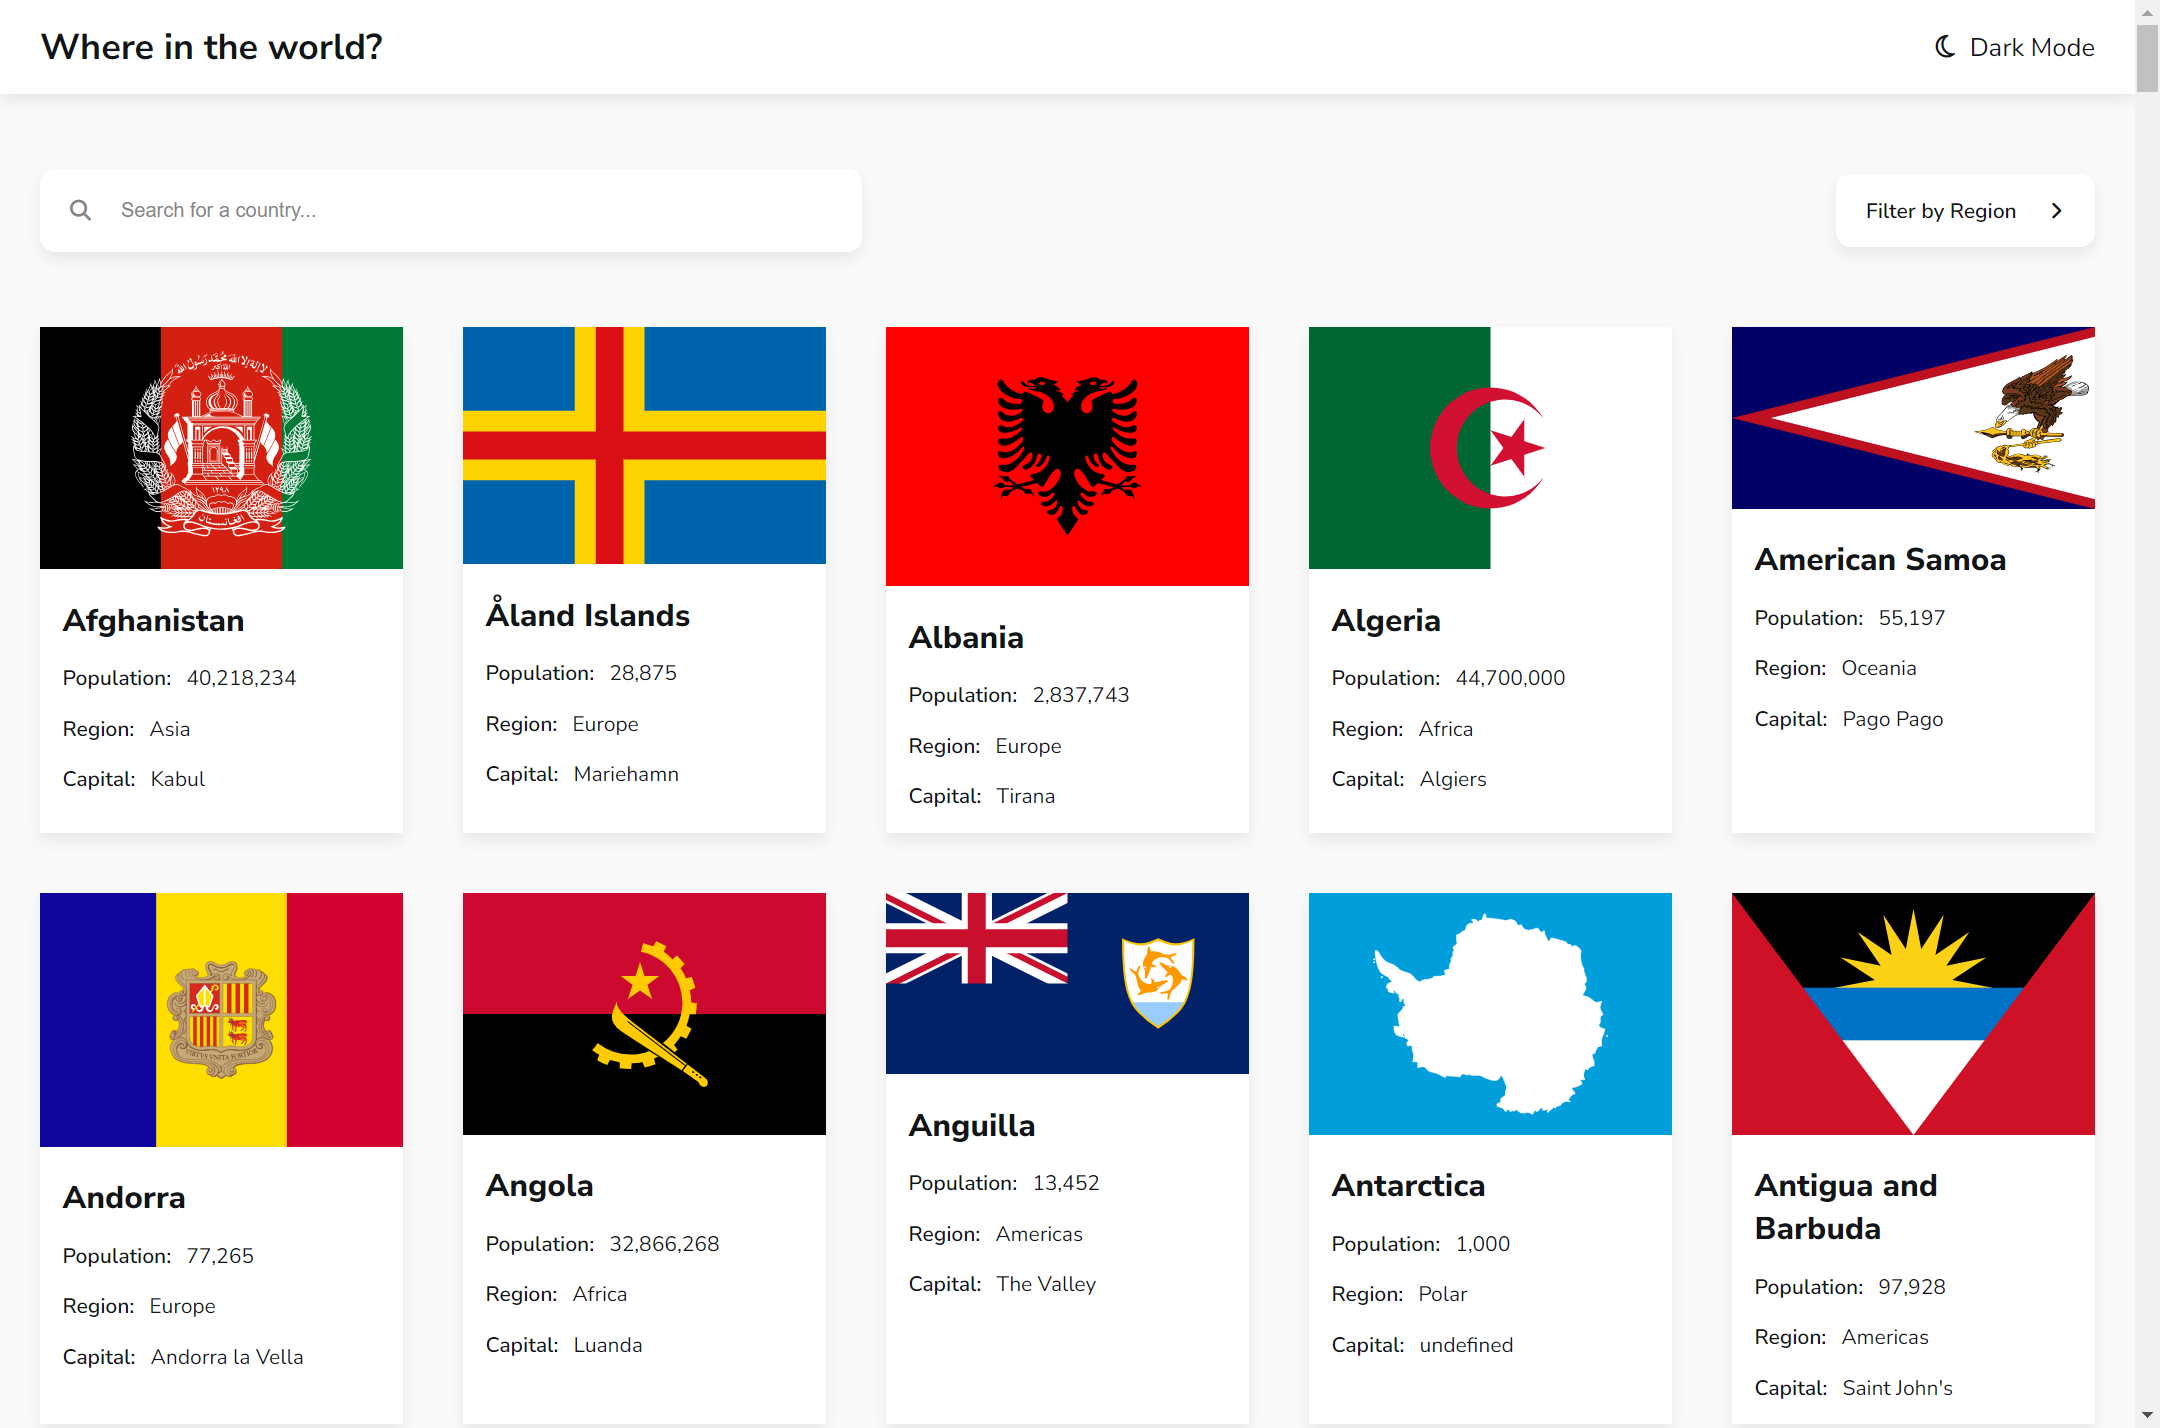 Where in the world?
Dark Mode
Search for a country...
Filter by Region
Afghanistan
Population: 40,218,234
Region: Asia
Capital: Kabul
Åland Islands
Population: 28,875
Region: Europe
Capital: Mariehamn
Albania
Population: 2,837,743
Region: Europe
Capital: Tirana
Algeria
Population: 44,700,000
Region: Africa
Capital: Algiers
American Samoa
Population: 55,197
Region: Oceania
Capital: Pago Pago
VIRTVS VNITA FORTIOR
Andorra
Population: 77,265
Region: Europe
Capital: Andorra la Vella
Angola
Population: 32,866,268
Region: Africa
Capital: Luanda
Anguilla
Population: 13,452
Region: Americas
Capital: The Valley
Antarctica
Population: 1,000
Region: Polar
Capital: undefined
Antigua and
Barbuda
Population: 97,928
Region: Americas
Capital: Saint John's